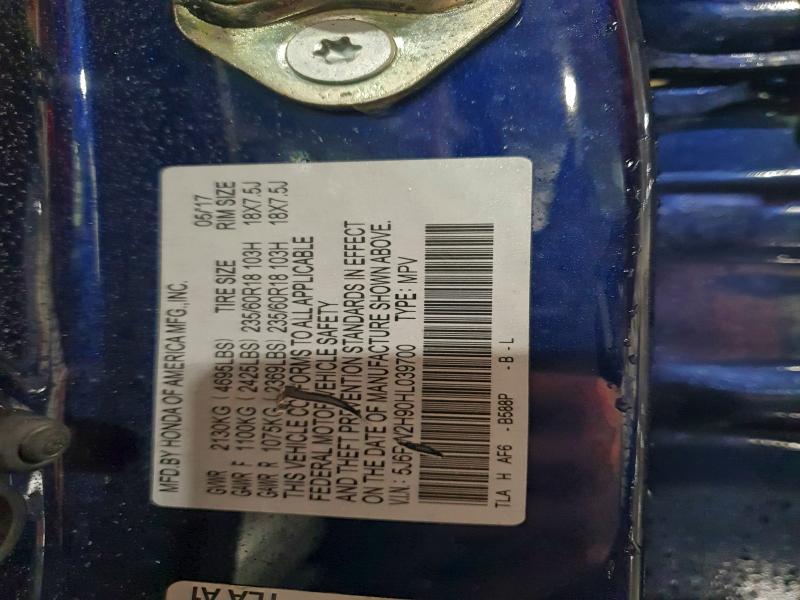 MFD.BY HONDA OF AMERICA MFG.,INC. 05/17
GVWR 2130KG ( 4695LBS) TIRE SIZE RIM SIZE
GAWR F 1100KG ( 2425LBS) 235/60R18 103H 18X7.5J
GAWR R 1075KG ( 2369LBS) 235/60R18 103H 18X7.5J
THIS VEHICLE CONFORMS TO ALL APPLICABLE
FEDERAL MOTOR VEHICLE SAFETY
AND THEFT PREVENTION STANDARDS IN EFFECT
ON THE DATE OF MANUFACTURE SHOWN ABOVE.
V.I.N.: TYPE: MPV
TLA H AF6 -B588P -B-L
TLA A1